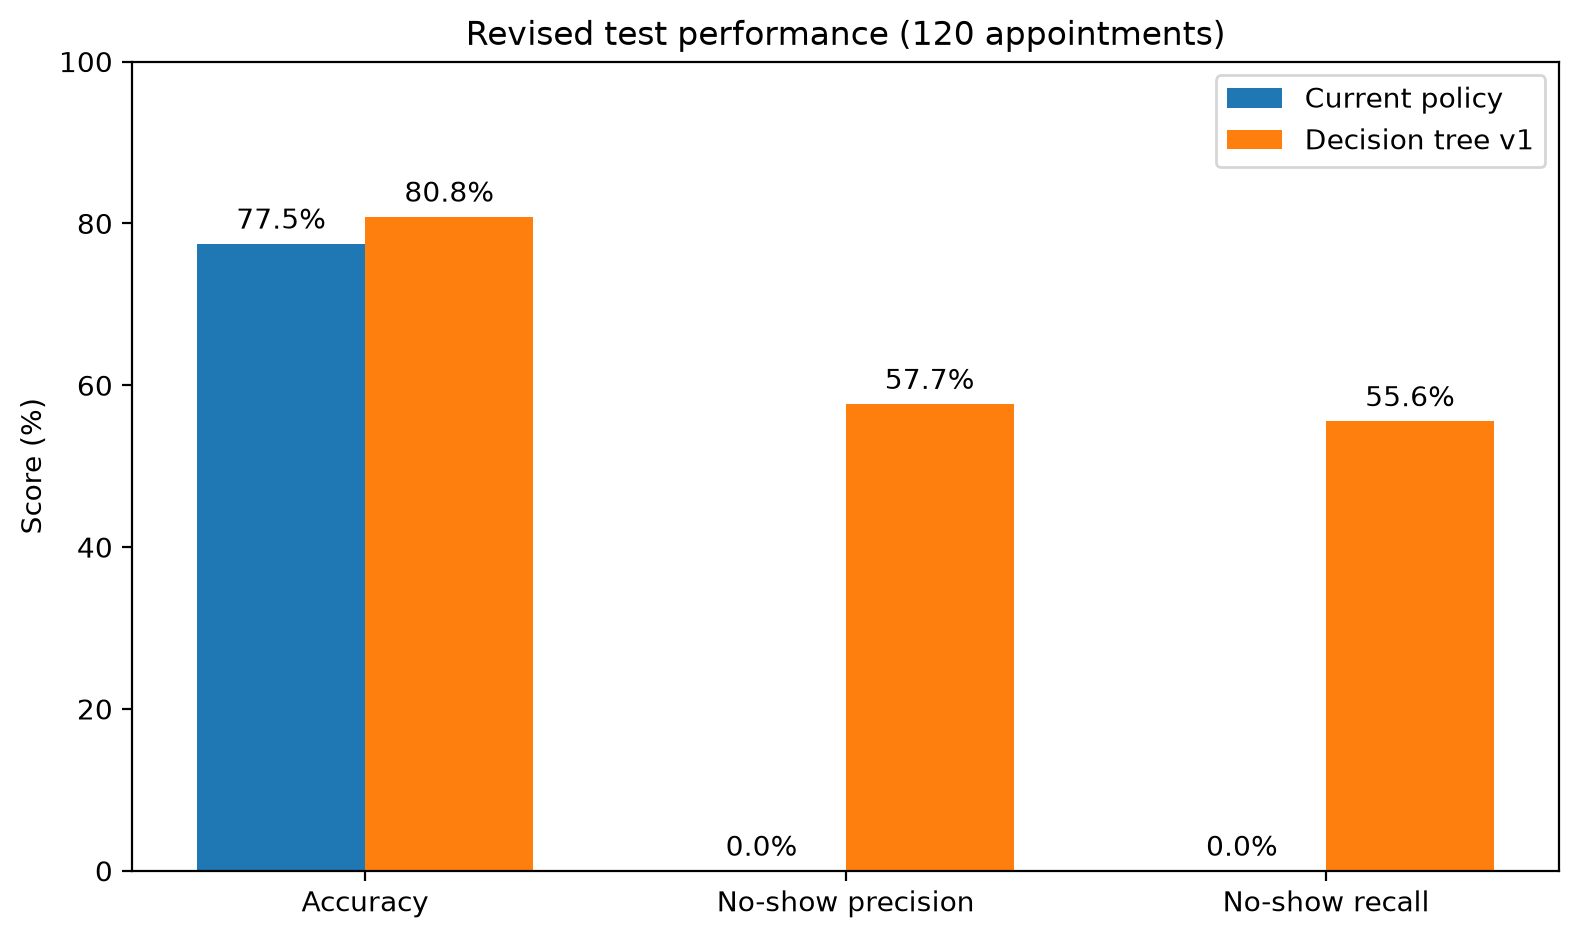 Revised test performance (120 appointments)
100
80
60
40
20
0
Score (%)
Current policy
Decision tree v1
77.5%
80.8%
0.0%
57.7%
0.0%
55.6%
Accuracy
No-show precision
No-show recall